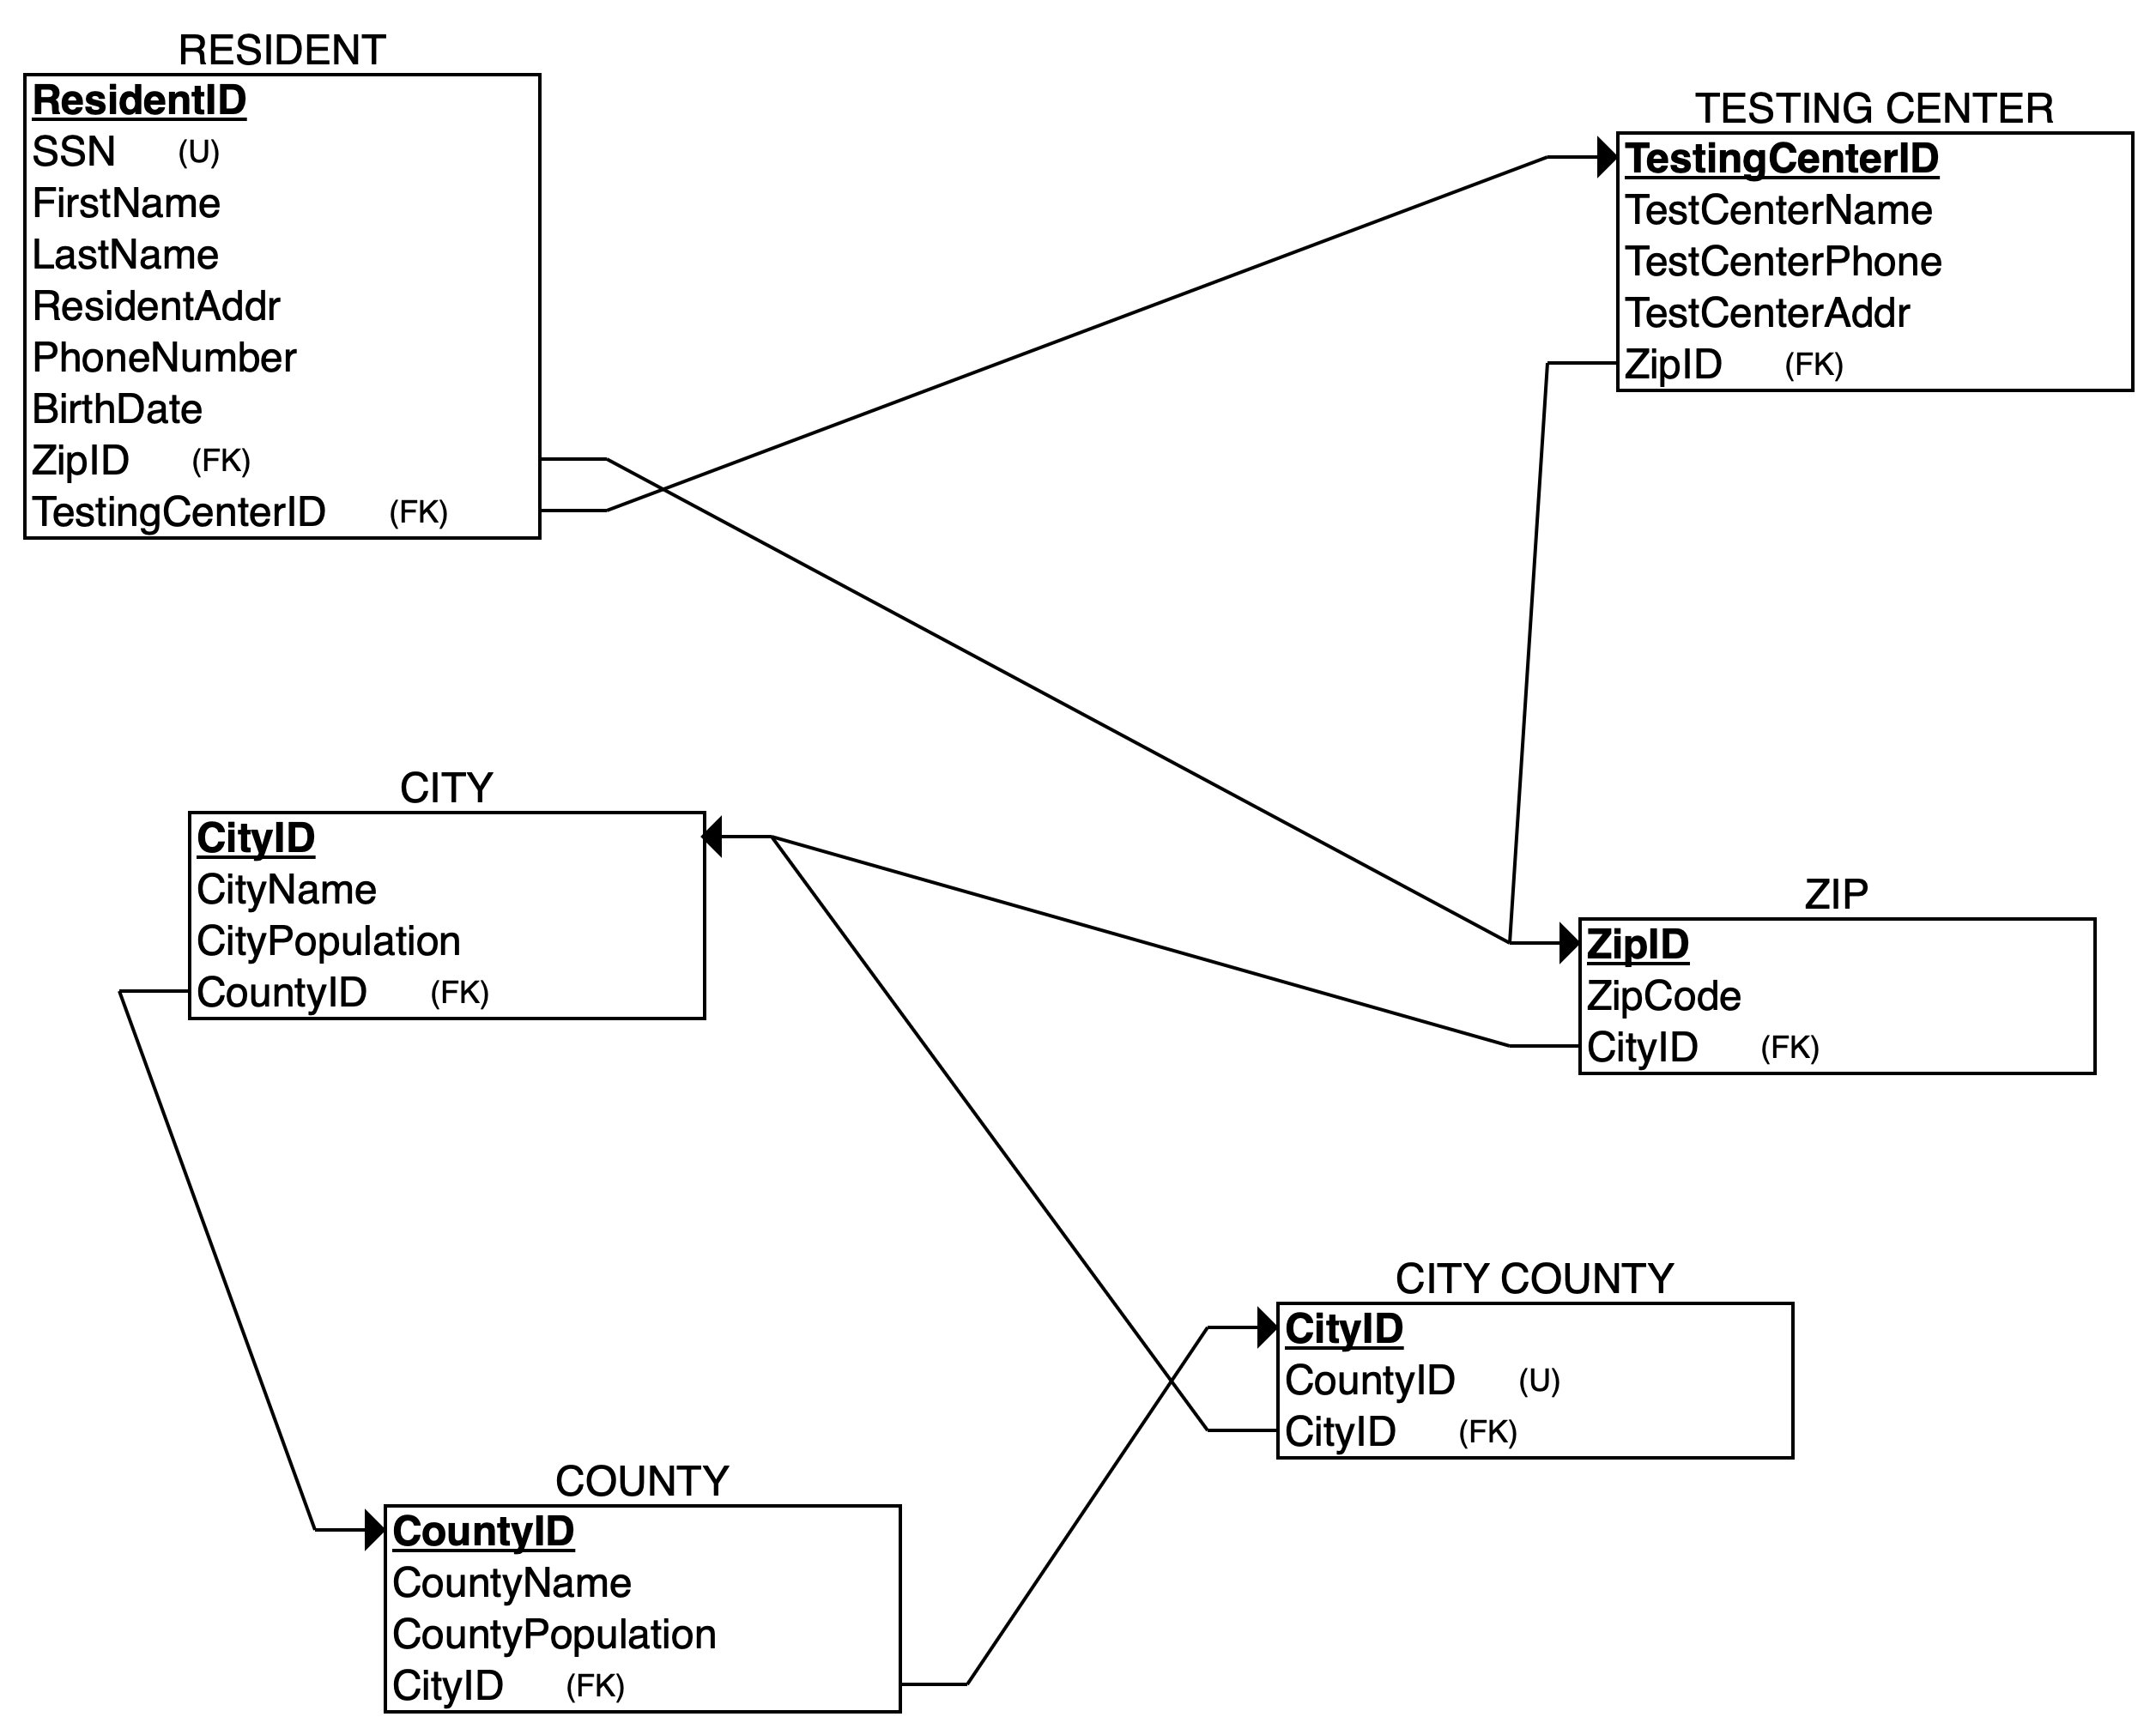 RESIDENT
ResidentID
SSN (U)
FirstName
LastName
ResidentAddr
PhoneNumber
BirthDate
ZipID (FK)
TestingCenterID (FK)
TESTING CENTER
TestingCenterID
TestCenterName
TestCenterPhone
TestCenterAddr
ZipID (FK)
CITY
CityID
CityName
CityPopulation
CountyID (FK)
ZIP
ZipID
ZipCode
CityID (FK)
CITY COUNTY
CityID
CountyID (U)
CityID (FK)
COUNTY
CountyID
CountyName
CountyPopulation
CityID (FK)